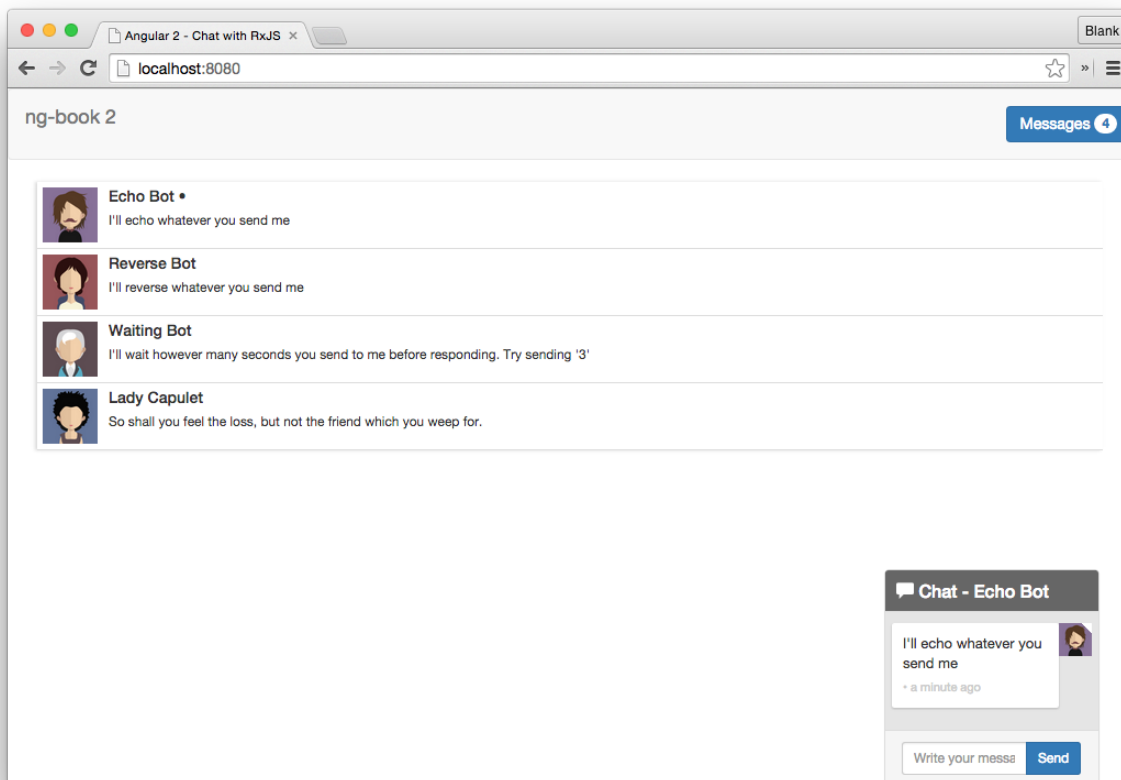 Angular 2 - Chat with RxJS
Blank
localhost:8080
ng-book 2
Messages 4
Echo Bot •
I'll echo whatever you send me
Reverse Bot
I'll reverse whatever you send me
Waiting Bot
I'll wait however many seconds you send to me before responding. Try sending '3'
Lady Capulet
So shall you feel the loss, but not the friend which you weep for.
Chat - Echo Bot
I'll echo whatever you
send me
• a minute ago
Write your messa
Send